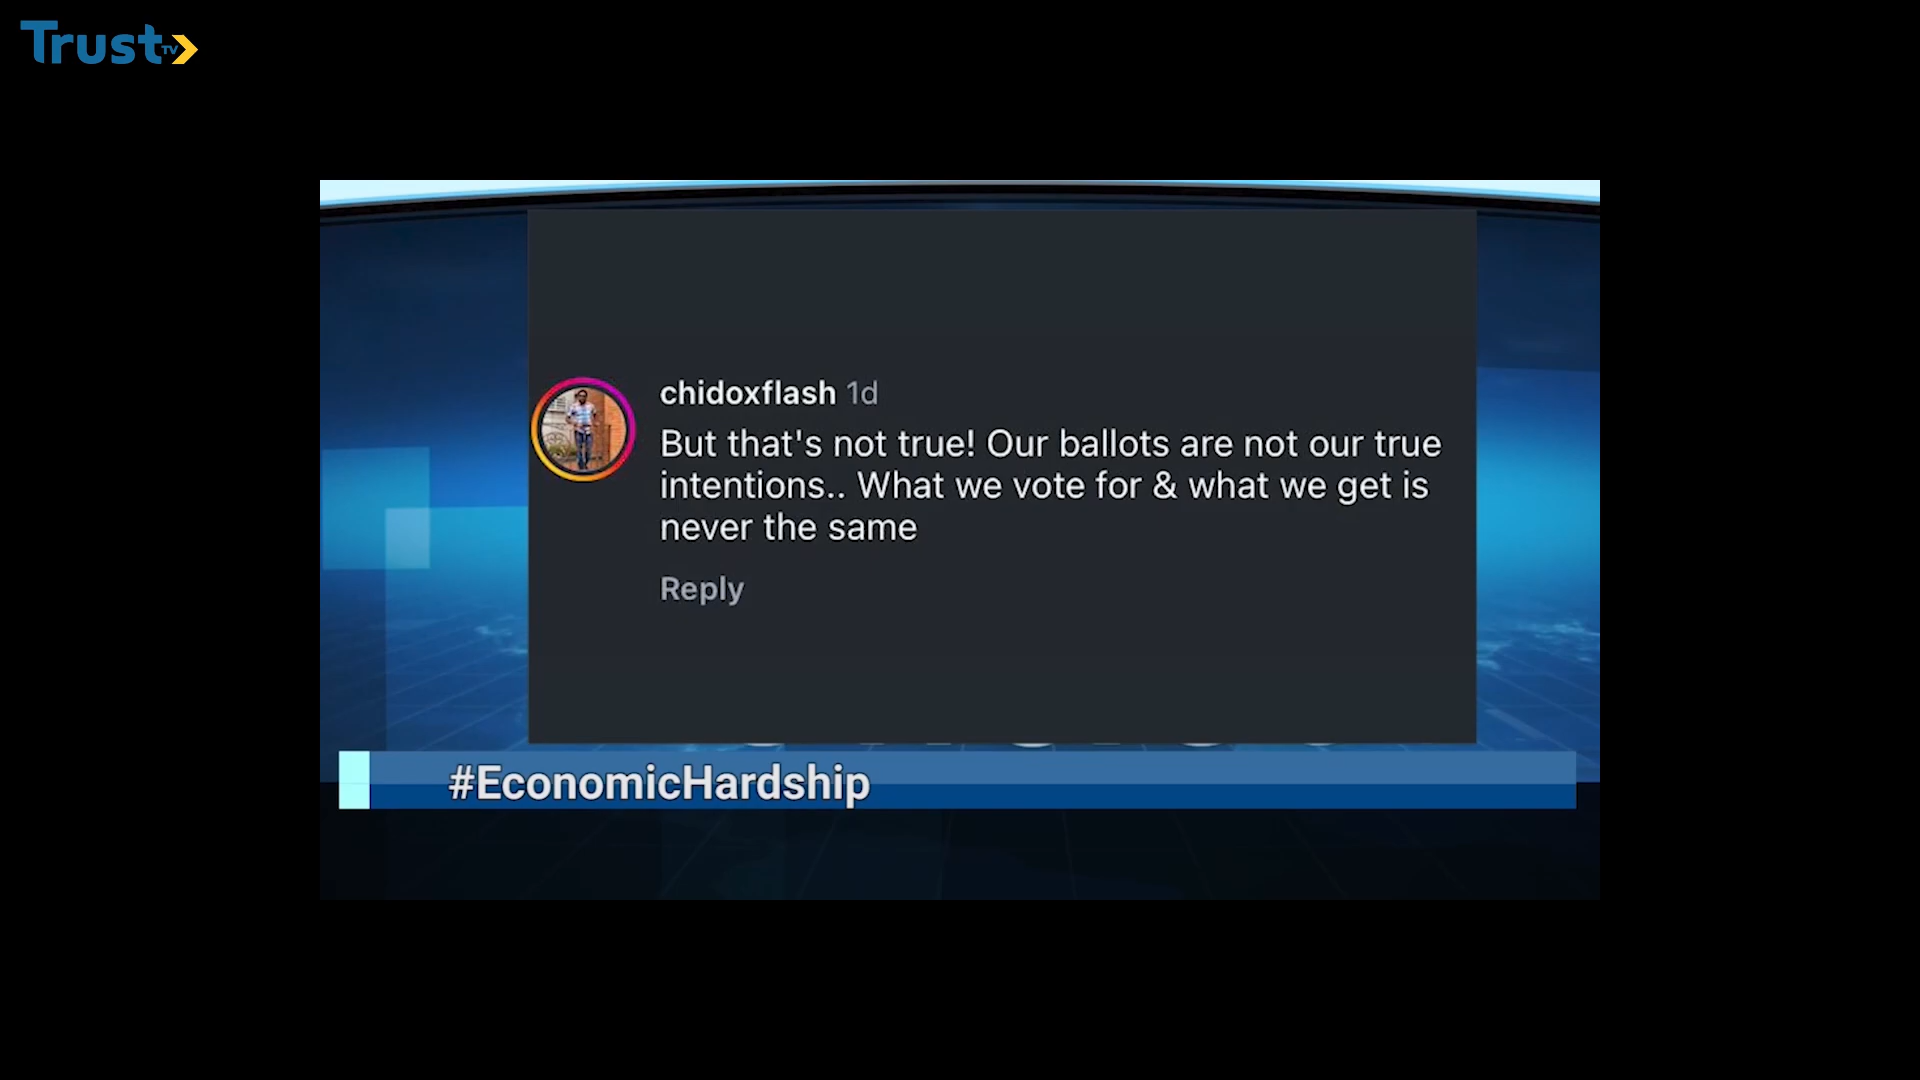 Trust TV
chidoxflash 1d
But that's not true! Our ballots are not our true
intentions.. What we vote for & what we get is
never the same
Reply
#EconomicHardship